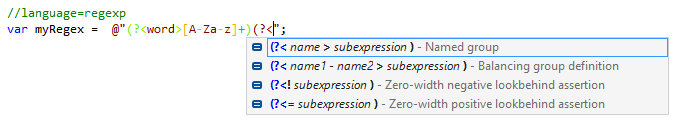 //language=regexp
var myRegex = @"(?<word>[A-Za-z]+)(?<";
(?< name > subexpression ) - Named group
(?< name1 - name2 > subexpression ) - Balancing group definition
(?<! subexpression ) - Zero-width negative lookbehind assertion
(?<= subexpression ) - Zero-width positive lookbehind assertion